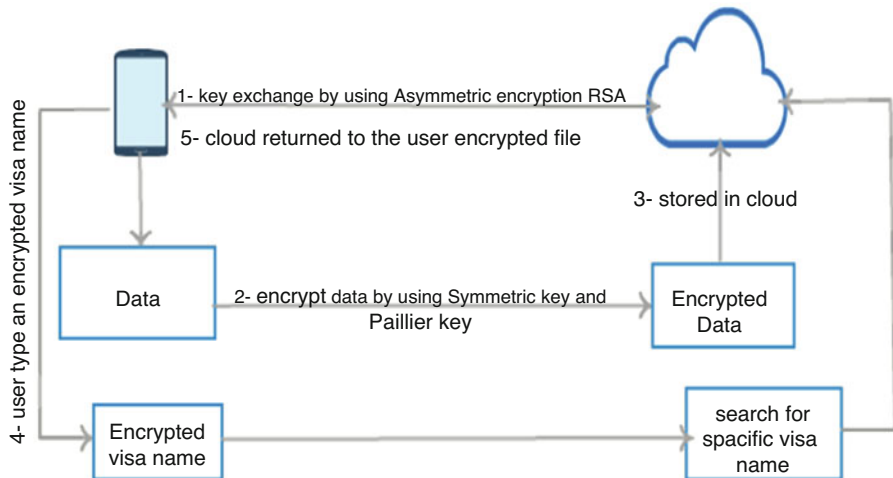 1- key exchange by using Asymmetric encryption RSA
5- cloud returned to the user encrypted file
3- stored in cloud
Data
2- encrypt data by using Symmetric key and
Paillier key
Encrypted
Data
4- user type an encrypted visa name
Encrypted
visa name
search for
spacific visa
name